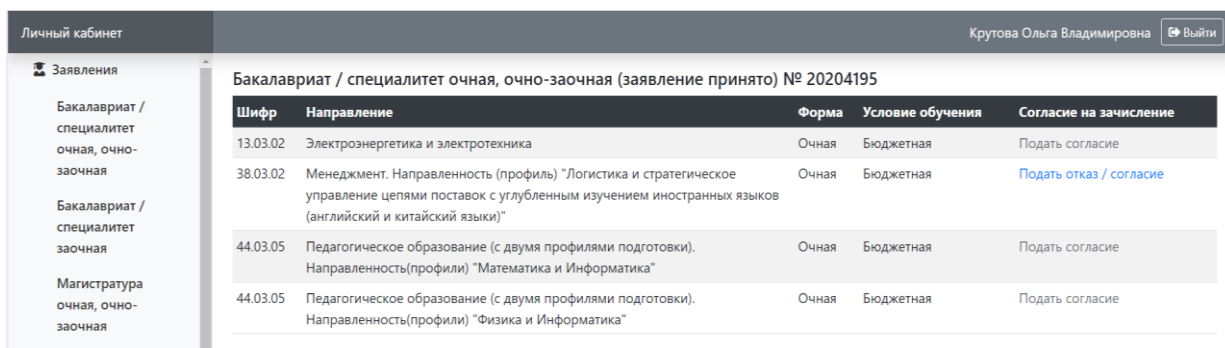 Личный кабинет
Крутова Ольга Владимировна
Выйти
Заявления
Бакалавриат /
специалитет
очная, очно-
заочная
Бакалавриат /
специалитет
заочная
Магистратура
очная, очно-
заочная
Бакалавриат / специалитет очная, очно-заочная (заявление принято) № 20204195
Шифр Направление Форма Условие обучения Согласие на зачисление
13.03.02 Электроэнергетика и электротехника Очная Бюджетная Подать согласие
38.03.02 Менеджмент. Направленность (профиль) "Логистика и стратегическое Очная Бюджетная Подать отказ / согласие
управление цепями поставок с углубленным изучением иностранных языков
(английский и китайский языки)"
44.03.05 Педагогическое образование (с двумя профилями подготовки). Очная Бюджетная Подать согласие
Направленность(профили) "Математика и Информатика"
44.03.05 Педагогическое образование (с двумя профилями подготовки). Очная Бюджетная Подать согласие
Направленность(профили) "Физика и Информатика"